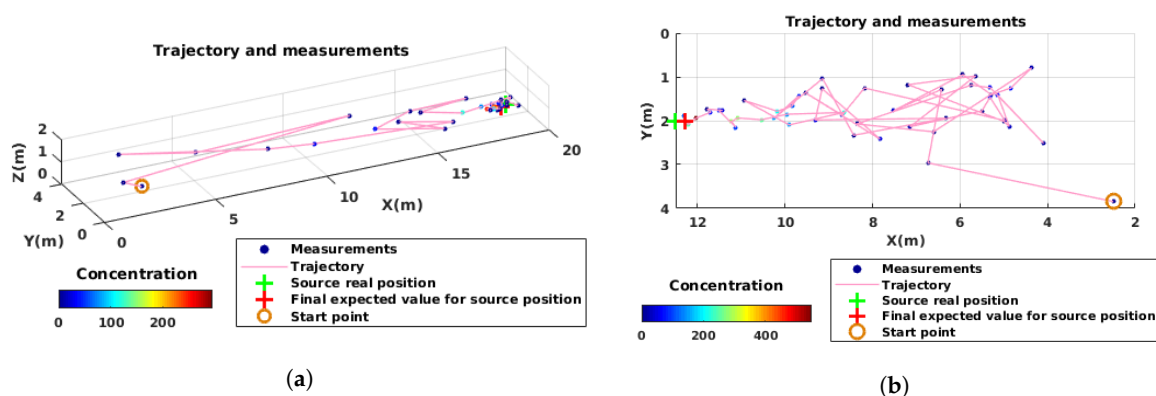 Trajectory and measurements
2
1
0
Z(m)
4
2
0
Y(m)
0
5
10
15
20
X(m)
Measurements
Trajectory
Source real position
Final expected value for source position
Start point
Concentration
0 100 200
(a)
Trajectory and measurements
0
1
2
3
4
Y(m)
12 10 8 6 4 2
X(m)
Measurements
Trajectory
Source real position
Final expected value for source position
Start point
Concentration
0 200 400
(b)